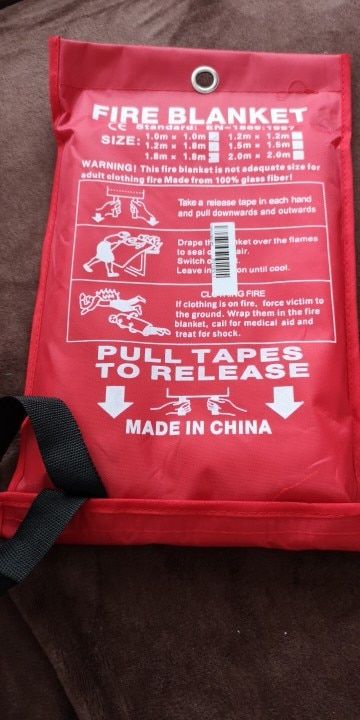 FIRE BLANKET
CE Standard: EN-1869:1997
SIZE: 1.0m × 1.0m 1.2m × 1.2m
1.2m × 1.8m 1.5m × 1.5m
1.8m × 1.8m 2.0m × 2.0m
WARNING! This fire blanket is not adequate size for
adult clothing fire Made from 100% glass fiber!
Take a release tape in each hand
and pull downwards and outwards
Drape the blanket over the flames
to seal air.
Switch
Leave until cool.
CLOTHING FIRE
If clothing is on fire, force victim to
the ground. Wrap them in the fire
blanket, call for medical aid and
treat for shock.
PULL TAPES
TO RELEASE
MADE IN CHINA